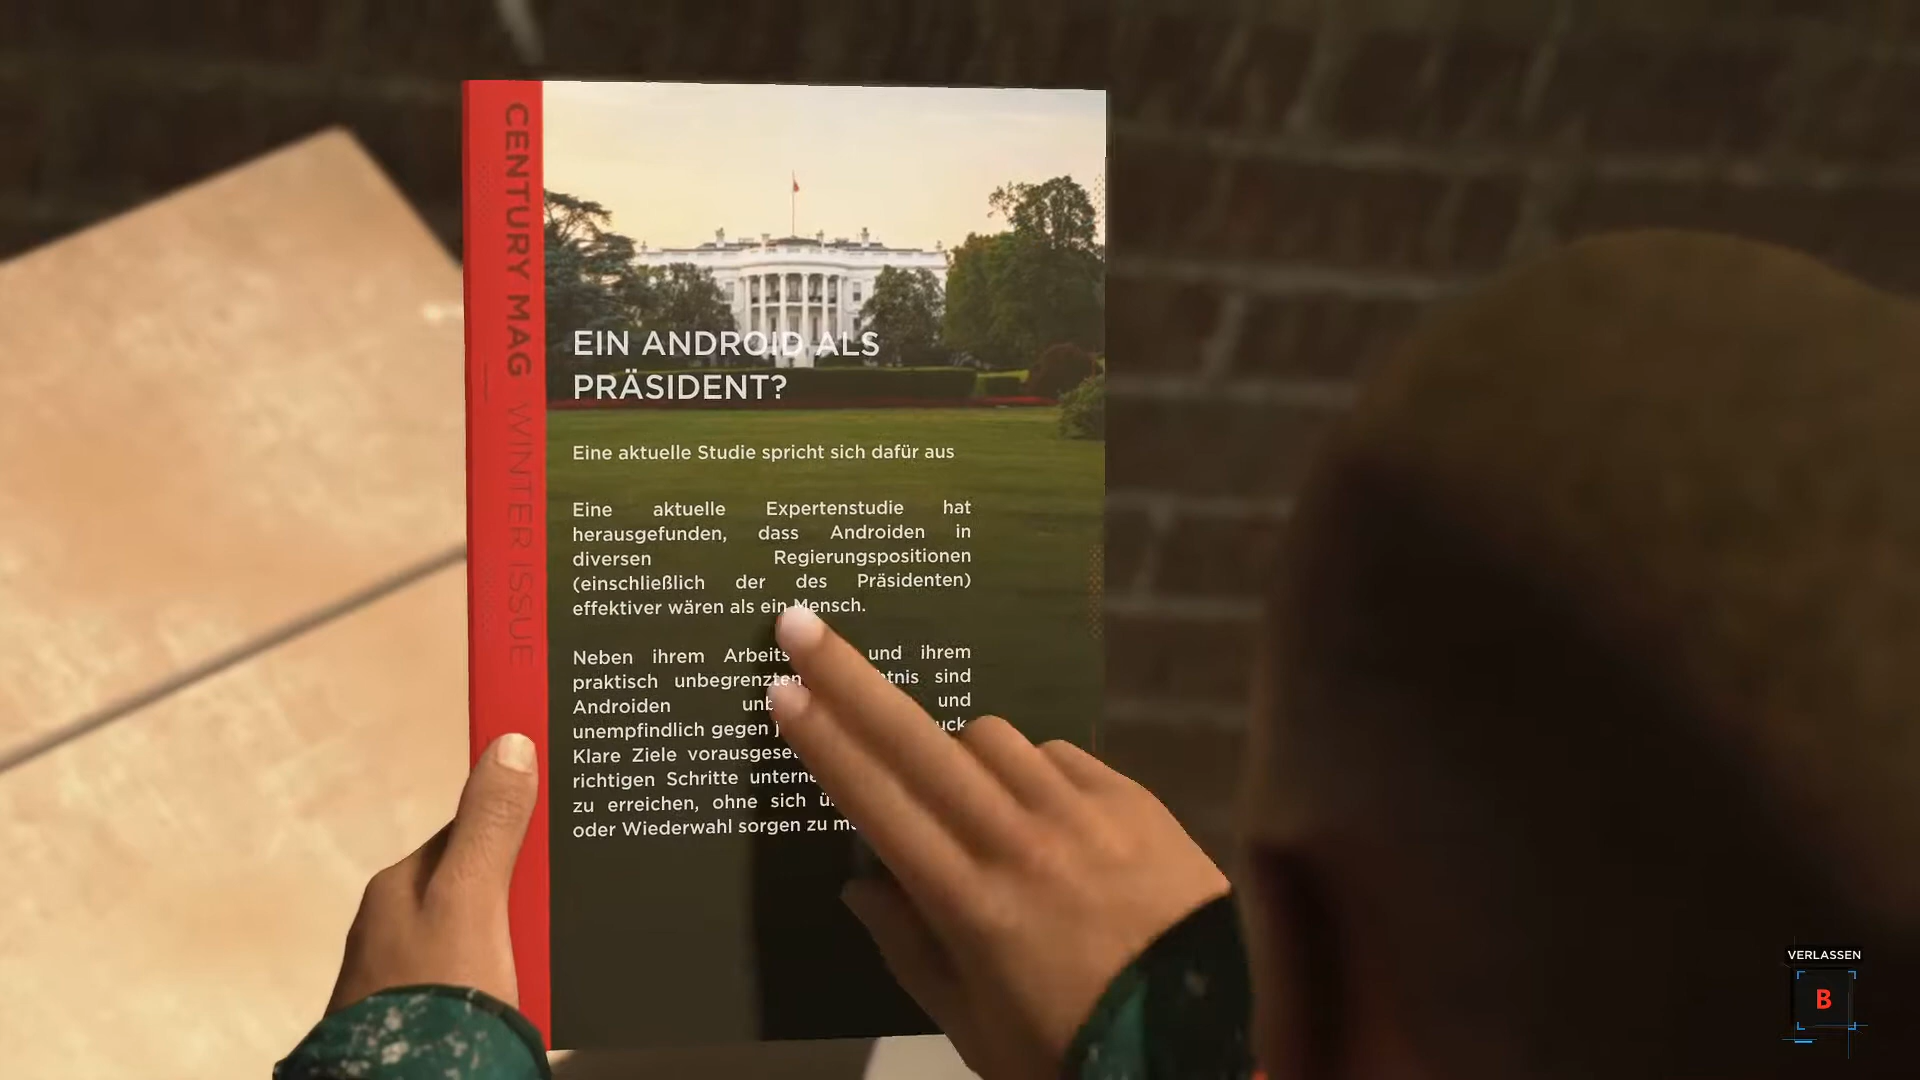 CENTURY MAG WINTER ISSUE
EIN ANDROID ALS
PRÄSIDENT?
Eine aktuelle Studie spricht sich dafür aus
Eine aktuelle Expertenstudie hat
herausgefunden, dass Androiden in
diversen Regierungspositionen
(einschließlich der des Präsidenten)
effektiver wären als ein Mensch.
Neben ihrem und ihrem
praktisch unbegrenzten sind
Androiden und
unempfindlich gegen
Klare Ziele
richtigen Schritte
zu erreichen, ohne sich
oder Wiederwahl sorgen zu
VERLASSEN
B